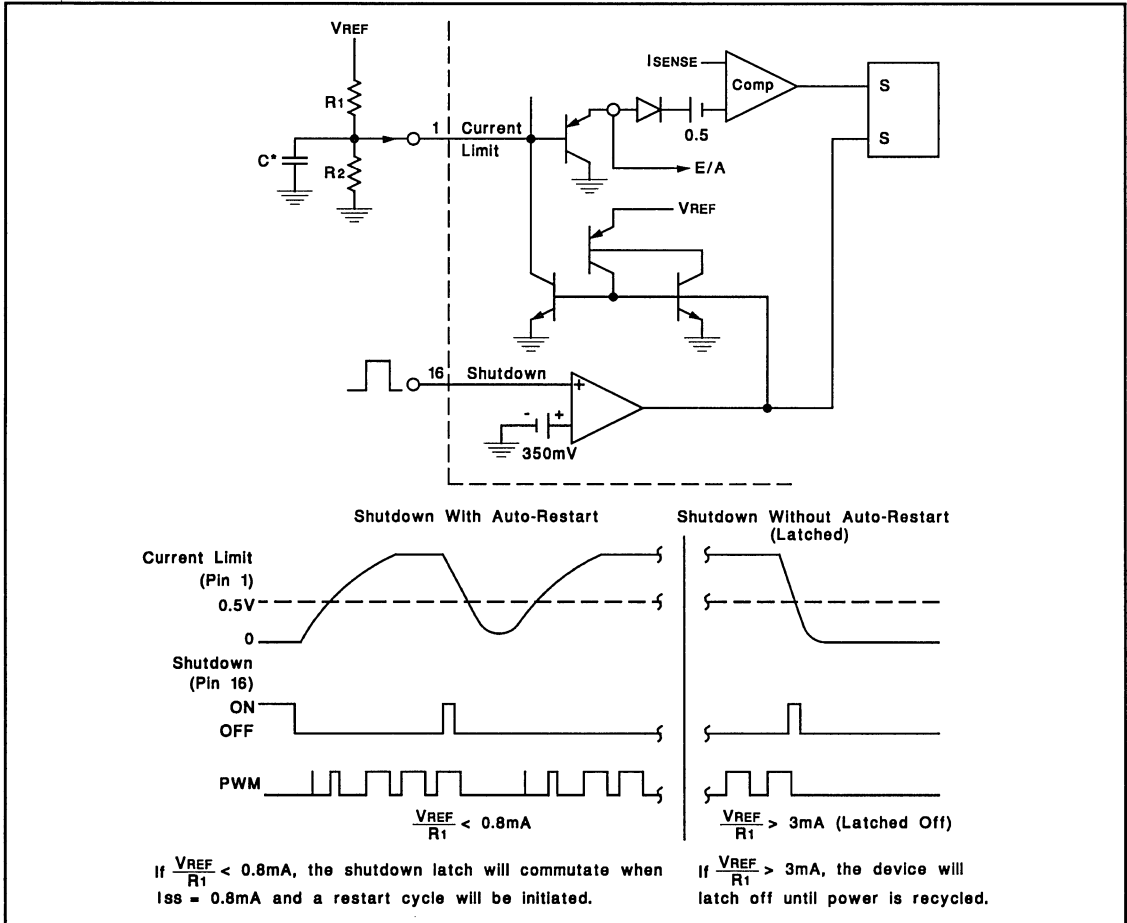 VREF
R1
C*
R2
1
Current
Limit
ISENSE
Comp
0.5
E/A
VREF
S
S
16
Shutdown
+
- +
350mV
Shutdown With Auto-Restart
Shutdown Without Auto-Restart
(Latched)
Current Limit
(Pin 1)
0.5V
0
Shutdown
(Pin 16)
ON
OFF
PWM
VREF
R1
< 0.8mA
VREF
R1
> 3mA (Latched Off)
If VREF/R1 < 0.8mA, the shutdown latch will commutate when
Iss = 0.8mA and a restart cycle will be initiated.
If VREF/R1 > 3mA, the device will
latch off until power is recycled.